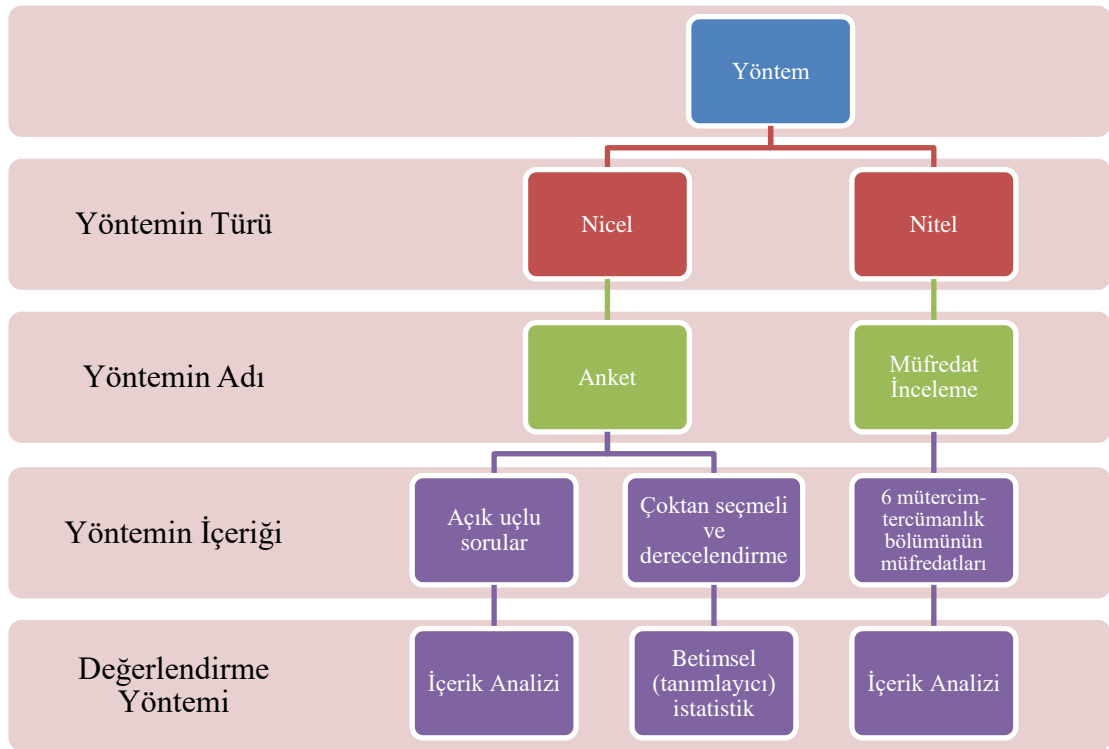 Yöntem
Yöntemin Türü
Nicel
Nitel
Yöntemin Adı
Anket
Müfredat
İnceleme
Yöntemin İçeriği
Açık uçlu
sorular
Çoktan seçmeli
ve
derecelendirme
6 mütercim-
tercümanlık
bölümünün
müfredatları
Değerlendirme
Yöntemi
İçerik Analizi
Betimsel
(tanımlayıcı)
istatistik
İçerik Analizi